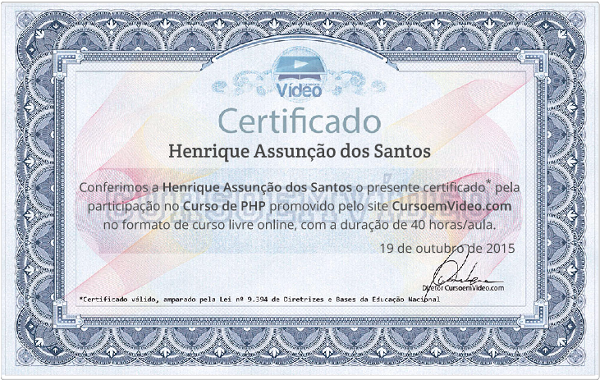 Vídeo
Certificado
Henrique Assunção dos Santos
Conferimos a Henrique Assunção dos Santos o presente certificado* pela
participação no Curso de PHP promovido pelo site CursoemVideo.com
no formato de curso livre online, com a duração de 40 horas/aula.
CURSOEMVÍDEO
19 de outubro de 2015
Diretor CursoemVideo.com
*Certificado válido, amparado pela Lei nº 9.394 de Diretrizes e Bases da Educação Nacional